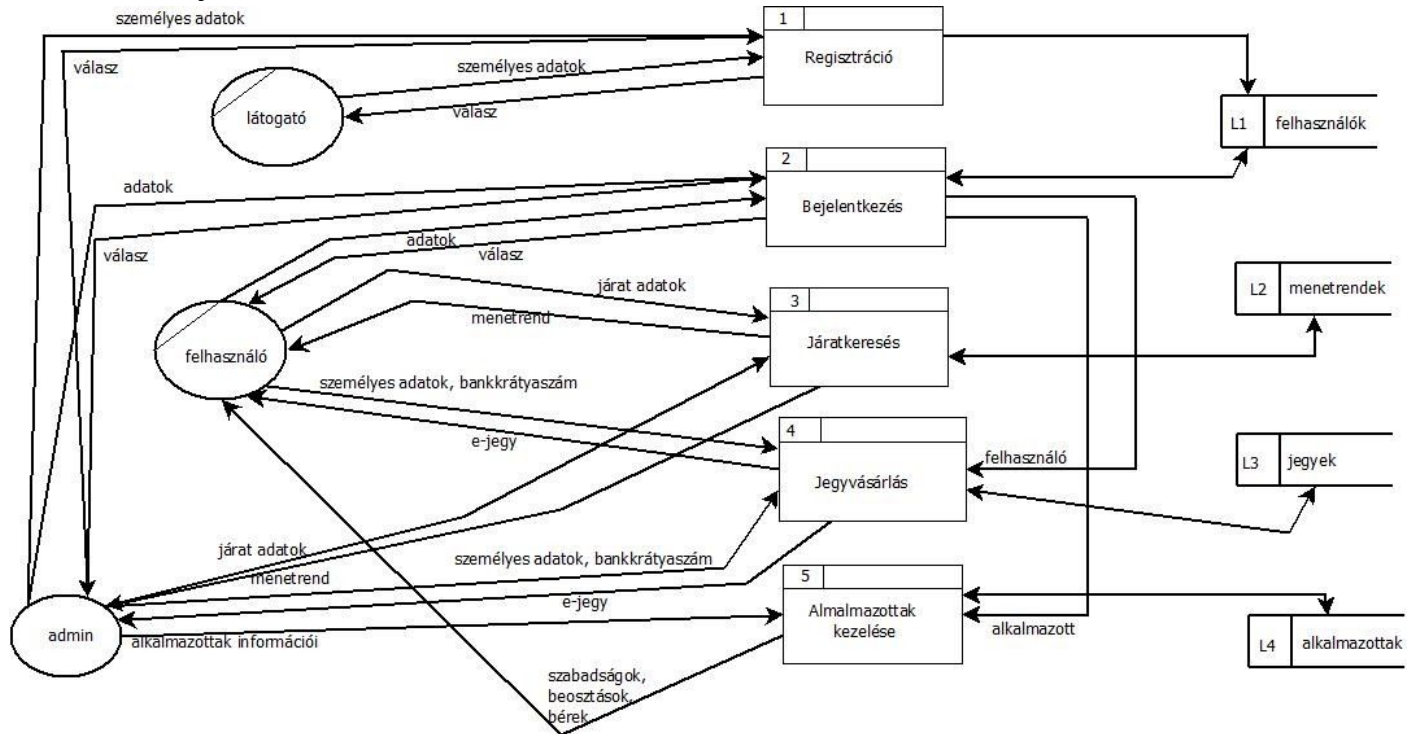 személyes adatok
1
válasz
személyes adatok
Regisztráció
látogató
válasz
L1
felhasználók
2
adatok
Bejelentkezés
adatok
válasz
válasz
járat adatok
L2
menetrendek
3
menetrend
Járatkeresés
felhasználó
személyes adatok, bankkrátyaszám
4
e-jegy
felhasználó
L3
jegyek
Jegyvásárlás
járat adatok
személyes adatok, bankkrátyaszám
menetrend
5
e-jegy
Almalmazottak
kezelése
admin
alkalmazottak információi
alkalmazott
L4
alkalmazottak
szabadságok,
beosztások,
bérek